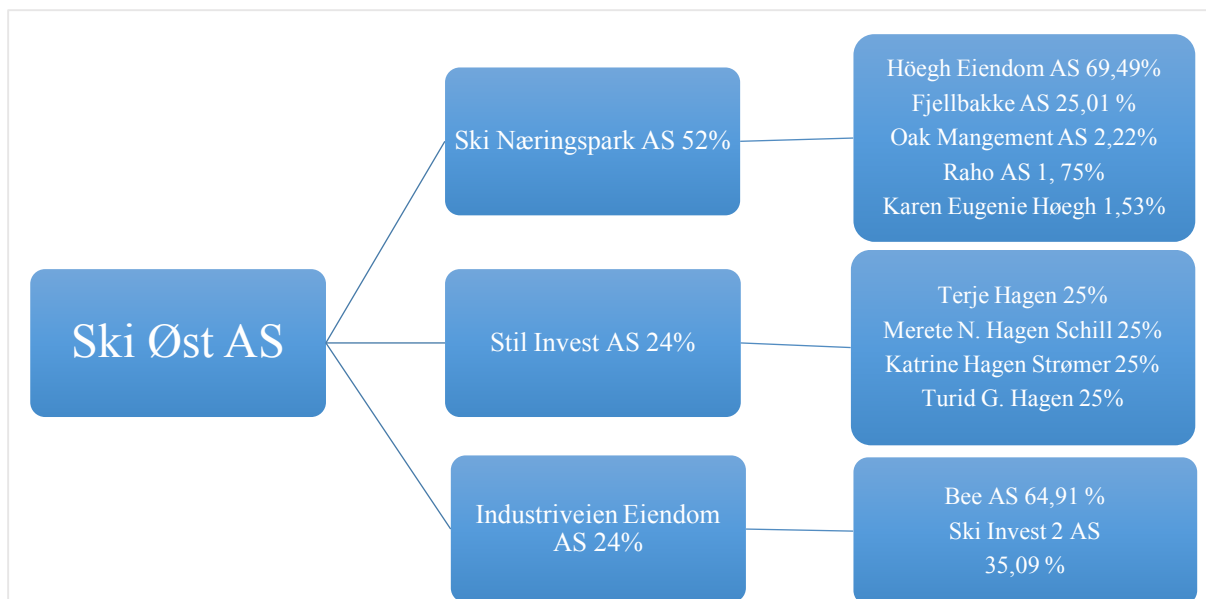 Ski Øst AS
Ski Næringspark AS 52%
Höegh Eiendom AS 69,49%
Fjellbakke AS 25,01 %
Oak Mangement AS 2,22%
Raho AS 1, 75%
Karen Eugenie Høegh 1,53%
Stil Invest AS 24%
Terje Hagen 25%
Merete N. Hagen Schill 25%
Katrine Hagen Strømer 25%
Turid G. Hagen 25%
Industriveien Eiendom
AS 24%
Bee AS 64,91 %
Ski Invest 2 AS
35,09 %